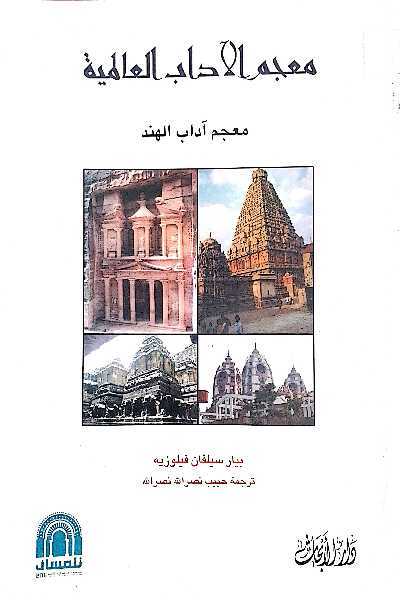 معجم الآداب العالمية
معجم آداب الهند
بيار سيلفان فيلوزيه
ترجمة حبيب نصر الله نصر الله
تلمسان
دار الأبحاث